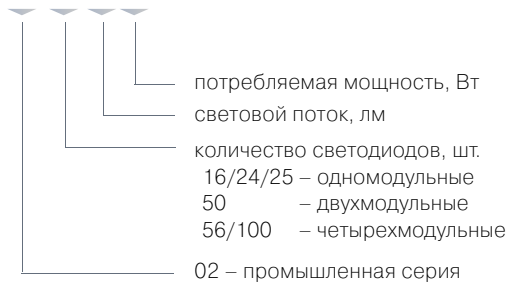 потребляемая мощность, Вт
световой поток, лм
количество светодиодов, шт.
16/24/25 – одномодульные
50 – двухмодульные
56/100 – четырехмодульные
02 – промышленная серия